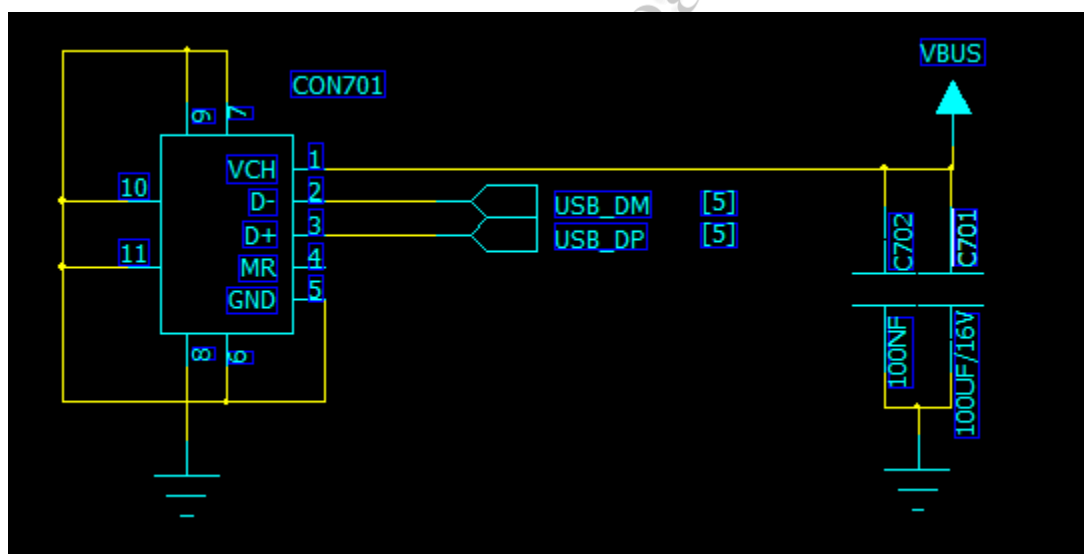 VBUS
CON701
9 7
VCH 1
10 D- 2 USB_DM [5]
D+ 3 USB_DP [5]
11 MR 4
GND 5
8 6
C702 C701
100NF 100UF/16V